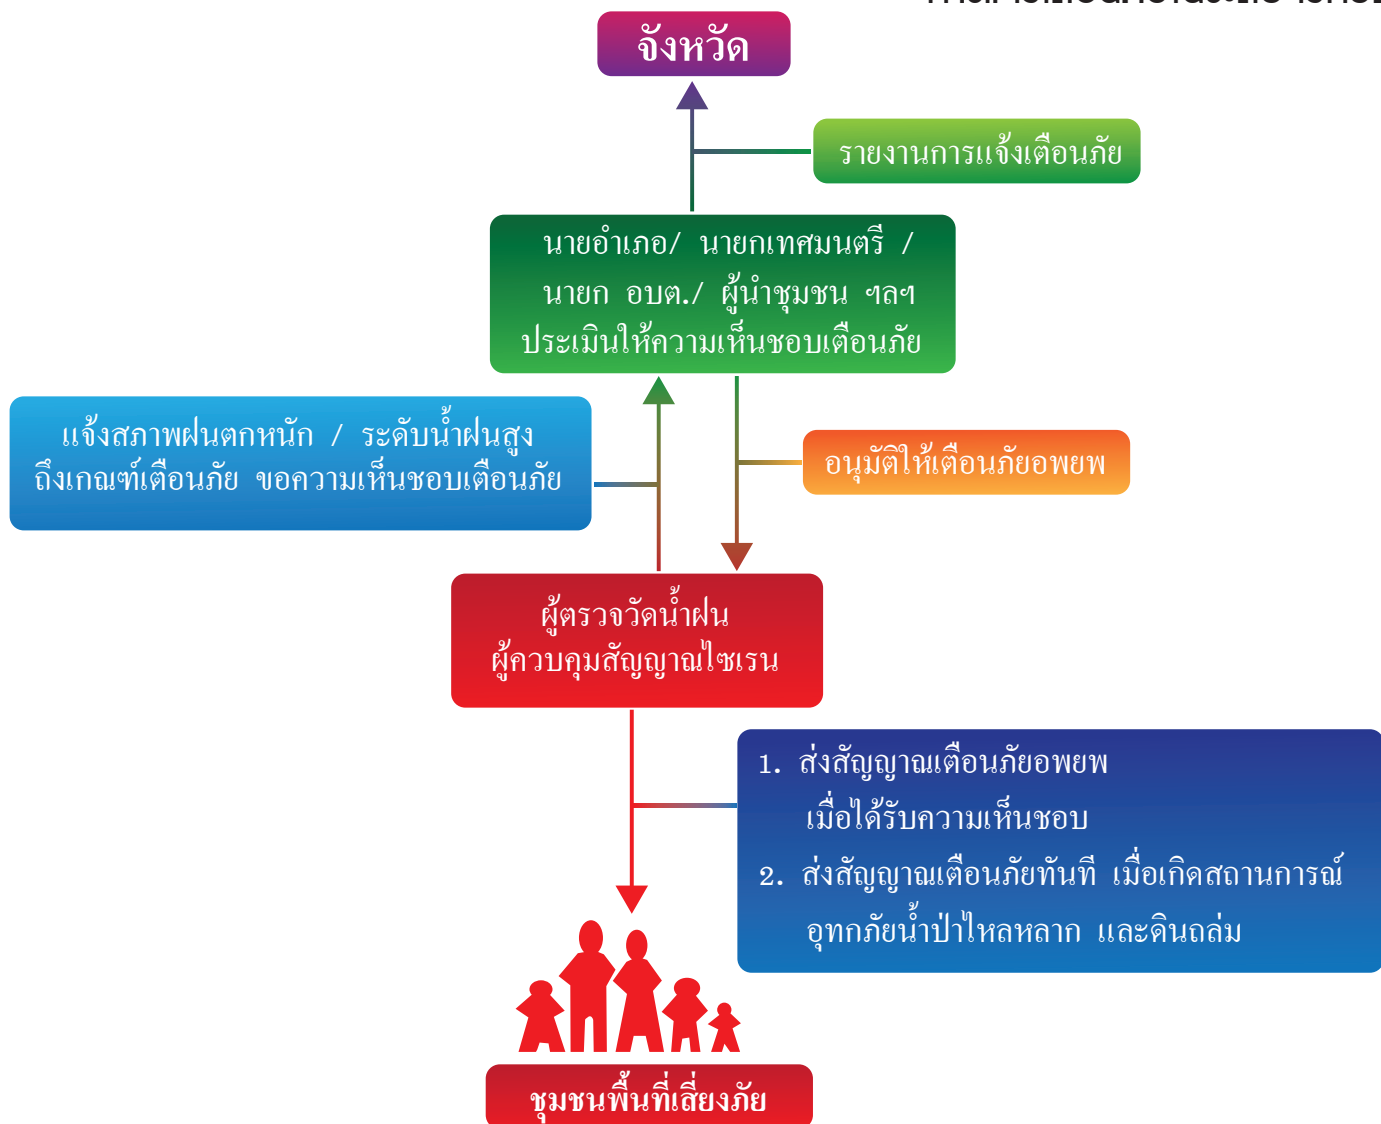 จังหวัด
รายงานการแจ้งเตือนภัย
นายอำเภอ/ นายกเทศมนตรี /
นายก อบต./ ผู้นำชุมชน ฯลฯ
ประเมินให้ความเห็นชอบเตือนภัย
แจ้งสภาพฝนตกหนัก / ระดับน้ำฝนสูง
ถึงเกณฑ์เตือนภัย ขอความเห็นชอบเตือนภัย
อนุมัติให้เตือนภัยอพยพ
ผู้ตรวจวัดน้ำฝน
ผู้ควบคุมสัญญาณไซเรน
1. ส่งสัญญาณเตือนภัยอพยพ
เมื่อได้รับความเห็นชอบ
2. ส่งสัญญาณเตือนภัยทันที เมื่อเกิดสถานการณ์
อุทกภัยน้ำป่าไหลหลาก และดินถล่ม
ชุมชนพื้นที่เสี่ยงภัย